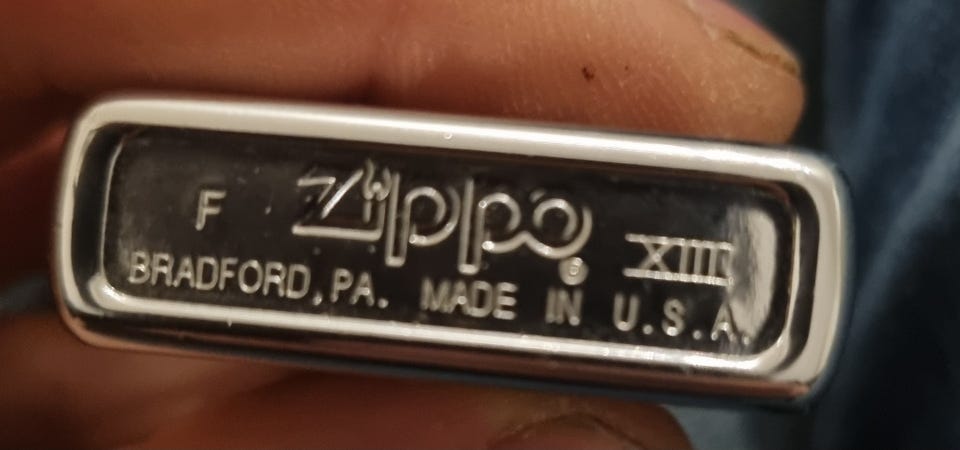 F Zippo ® XIII
BRADFORD, PA. MADE IN U.S.A.